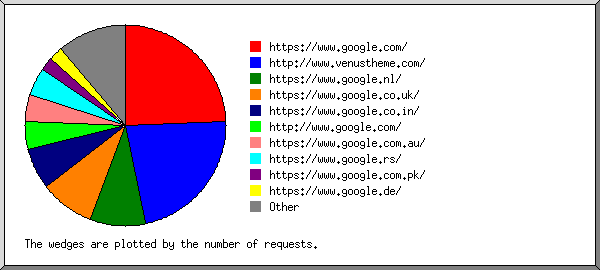 https://www.google.com/
http://www.venustheme.com/
https://www.google.nl/
https://www.google.co.uk/
https://www.google.co.in/
http://www.google.com/
https://www.google.com.au/
https://www.google.rs/
https://www.google.com.pk/
https://www.google.de/
Other
The wedges are plotted by the number of requests.